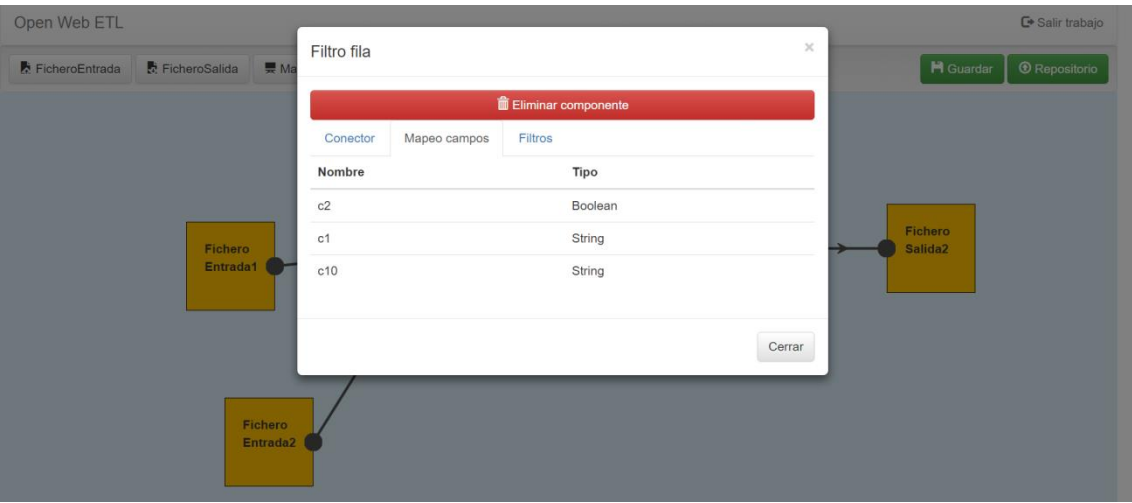 Open Web ETL
Salir trabajo
FicheroEntrada
FicheroSalida
Ma
Guardar
Repositorio
Filtro fila
×
Eliminar componente
Conector
Mapeo campos
Filtros
Nombre
Tipo
c2
Boolean
c1
String
c10
String
Cerrar
Fichero
Entrada1
Fichero
Salida2
Fichero
Entrada2